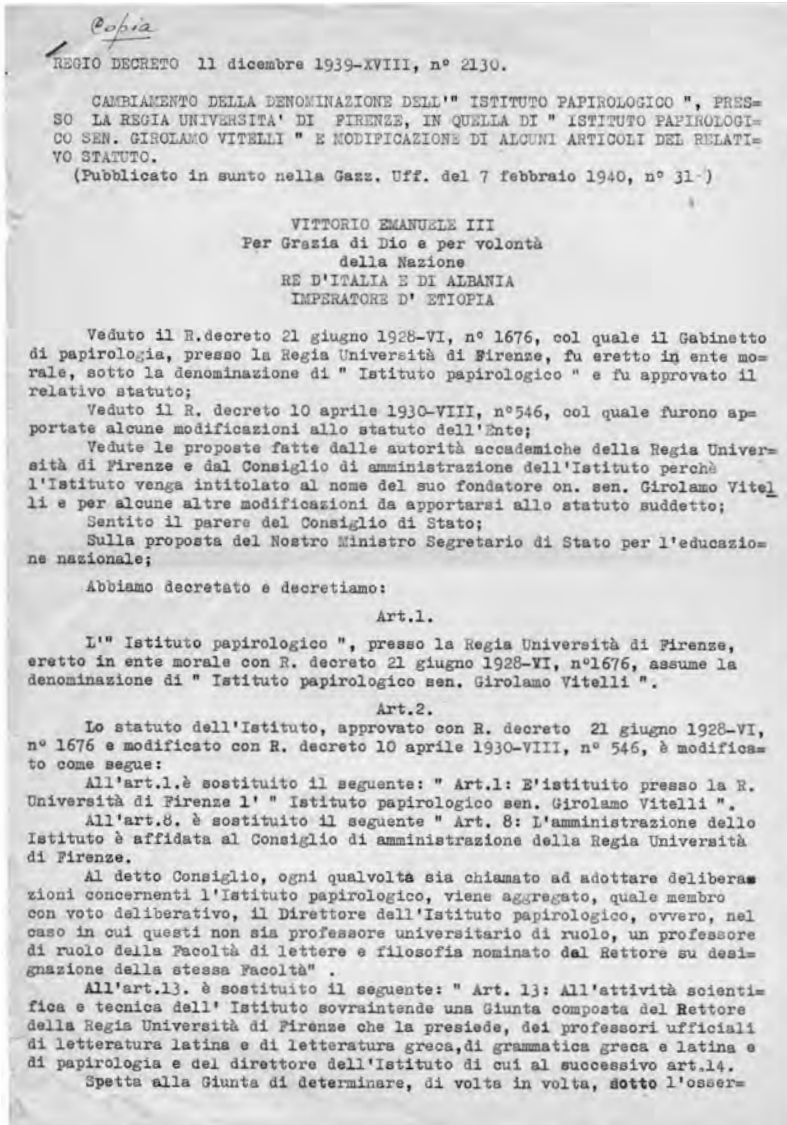 Copia
REGIO DECRETO 11 dicembre 1939-XVIII, nº 2130.
CAMBIAMENTO DELLA DENOMINAZIONE DELL'" ISTITUTO PAPIROLOGICO ", PRES=
SO LA REGIA UNIVERSITA' DI FIRENZE, IN QUELLA DI " ISTITUTO PAPIROLOGI=
CO SEN. GIROLAMO VITELLI " E MODIFICAZIONE DI ALCUNI ARTICOLI DEL RELATI=
VO STATUTO.
(Pubblicato in sunto nella Gazz. Uff. del 7 febbraio 1940, nº 31 )
VITTORIO EMANUELE III
Per Grazia di Dio e per volontà
della Nazione
RE D'ITALIA E DI ALBANIA
IMPERATORE D' ETIOPIA
Veduto il R.decreto 21 giugno 1928-VI, nº 1676, col quale il Gabinetto
di papirologia, presso la Regia Università di Firenze, fu eretto in ente mo=
rale, sotto la denominazione di " Istituto papirologico " e fu approvato il
relativo statuto;
Veduto il R. decreto 10 aprile 1930-VIII, nº546, col quale furono ap=
portate alcune modificazioni allo statuto dell'Ente;
Vedute le proposte fatte dalle autorità accademiche della Regia Univer=
sità di Firenze e dal Consiglio di amministrazione dell'Istituto perchè
l'Istituto venga intitolato al nome del suo fondatore on. sen. Girolamo Vitel
li e per alcune altre modificazioni da apportarsi allo statuto suddetto;
Sentito il parere del Consiglio di Stato;
Sulla proposta del Nostro Ministro Segretario di Stato per l'educazio=
ne nazionale;
Abbiamo decretato e decretiamo:
Art.1.
L'" Istituto papirologico ", presso la Regia Università di Firenze,
eretto in ente morale con R. decreto 21 giugno 1928-VI, nº1676, assume la
denominazione di " Istituto papirologico sen. Girolamo Vitelli ".
Art.2.
Lo statuto dell'Istituto, approvato con R. decreto 21 giugno 1928-VI,
nº 1676 e modificato con R. decreto 10 aprile 1930-VIII, nº 546, è modifica=
to come segue:
All'art.1.è sostituito il seguente: " Art.1: E'istituito presso la R.
Università di Firenze l' " Istituto papirologico sen. Girolamo Vitelli ".
All'art.8. è sostituito il seguente " Art. 8: L'amministrazione dello
Istituto è affidata al Consiglio di amministrazione della Regia Università
di Firenze.
Al detto Consiglio, ogni qualvolta sia chiamato ad adottare delibera=
zioni concernenti l'Istituto papirologico, viene aggregato, quale membro
con voto deliberativo, il Direttore dell'Istituto papirologico, ovvero, nel
caso in cui questi non sia professore universitario di ruolo, un professore
di ruolo della Facoltà di lettere e filosofia nominato dal Rettore su desi=
gnazione della stessa Facoltà" .
All'art.13. è sostituito il seguente: " Art. 13: All'attività scienti=
fica e tecnica dell' Istituto sovraintende una Giunta composta del Rettore
della Regia Università di Firenze che la presiede, dei professori ufficiali
di letteratura latina e di letteratura greca,di grammatica greca e latina e
di papirologia e del direttore dell'Istituto di cui al successivo art.14.
Spetta alla Giunta di determinare, di volta in volta, sotto l'osser=